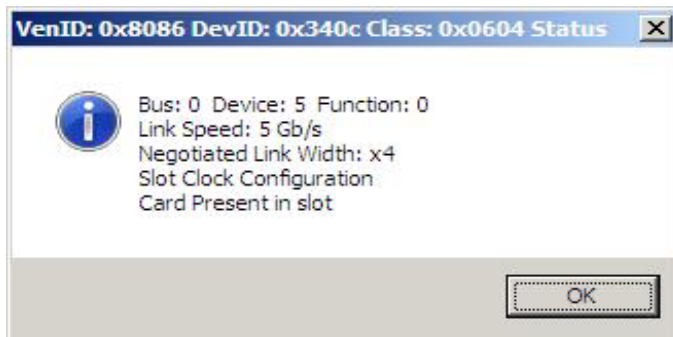 VenID: 0x8086 DevID: 0x340c Class: 0x0604 Status
Bus: 0 Device: 5 Function: 0
Link Speed: 5 Gb/s
Negotiated Link Width: x4
Slot Clock Configuration
Card Present in slot
OK